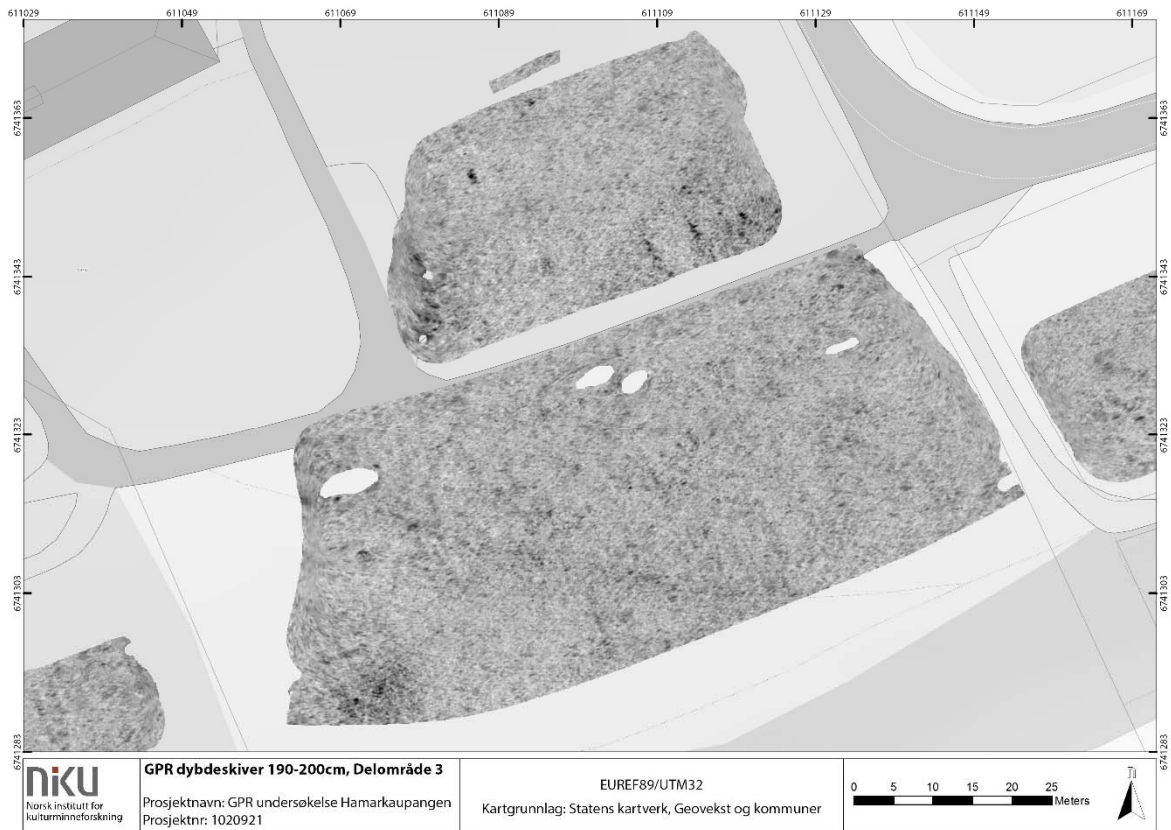 611029 611049 611069 611089 611109 611129 611149 611169
6741363 6741363
6741343 6741343
6741323 6741323
6741303 6741303
6741283 6741283
NIKU
Norsk institutt for
kulturminneforskning
GPR dybdeskiver 190-200cm, Delområde 3
Prosjektnavn: GPR undersøkelse Hamarkaupangen
Prosjektnr: 1020921
EUREF89/UTM32
Kartgrunnlag: Statens kartverk, Geovekst og kommuner
0 5 10 15 20 25
Meters